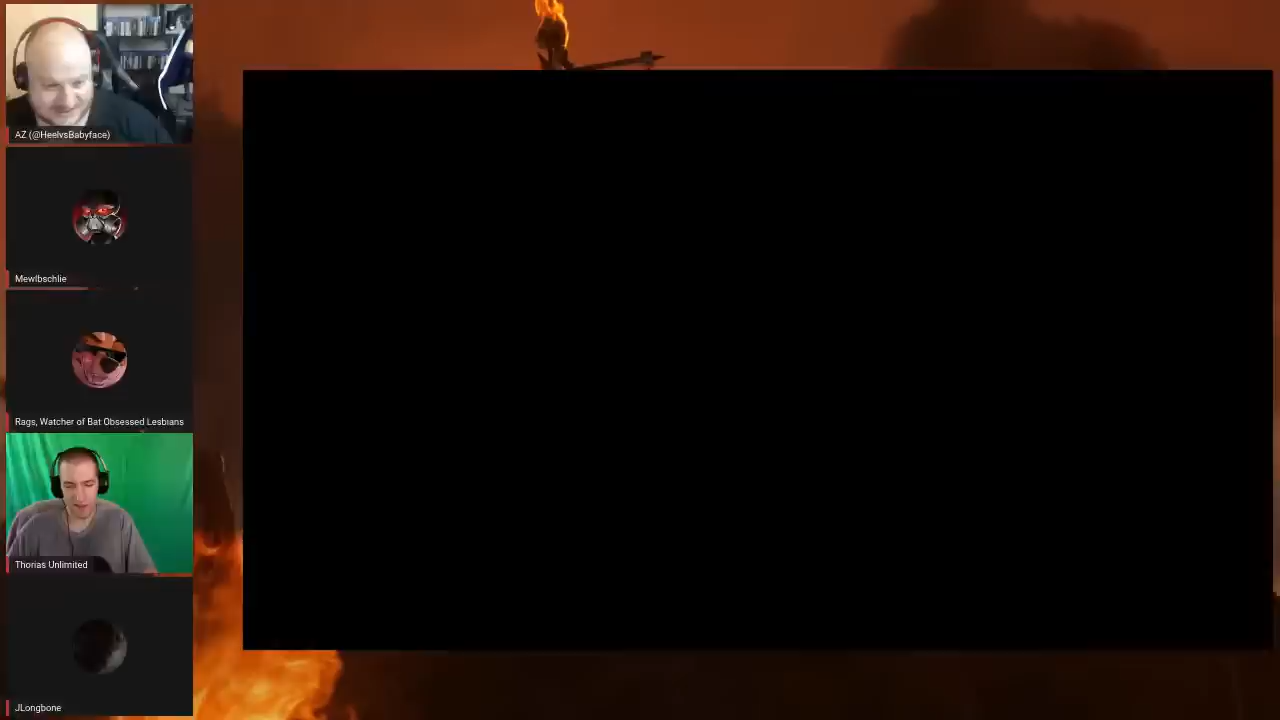 AZ (@HeelvsBabyface)
Mewlbschlie
Rags, Watcher of Bat Obsessed Lesbians
Thorias Unlimited
JLongbone